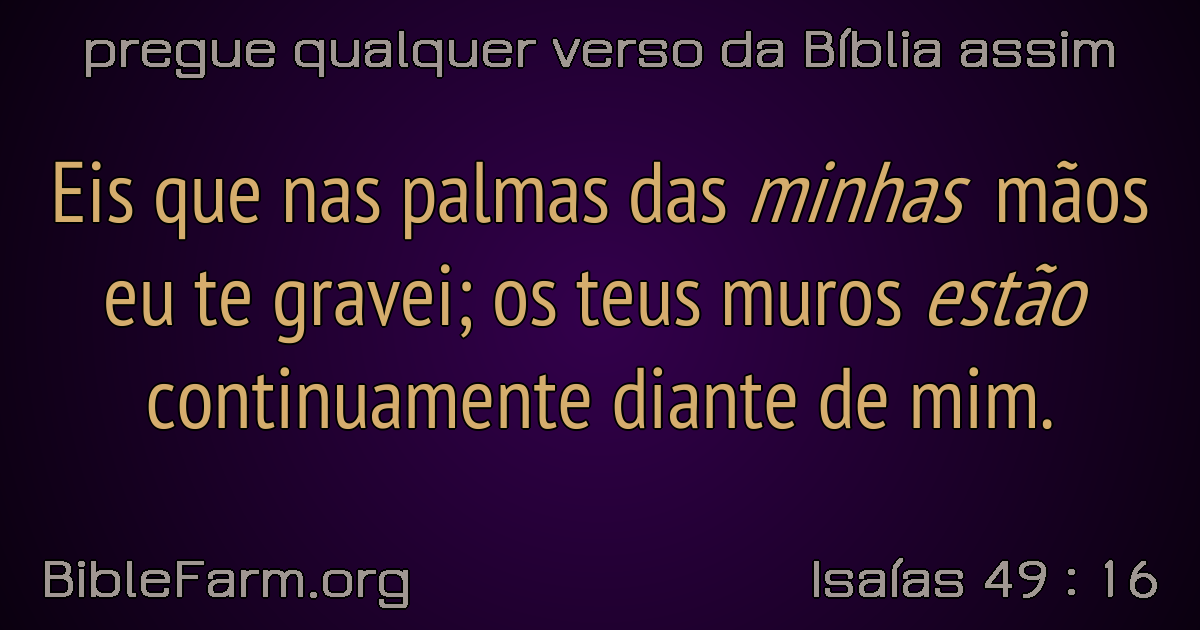 pregue qualquer verso da Bíblia assim
Eis que nas palmas das minhas mãos
eu te gravei; os teus muros estão
continuamente diante de mim.
BibleFarm.org
Isaías 49 : 16